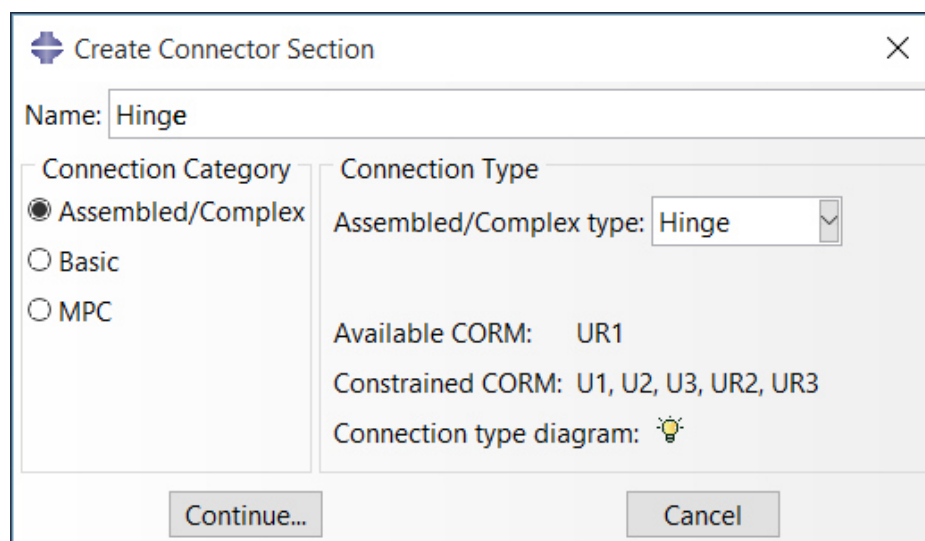 Create Connector Section
Name: Hinge
Connection Category
Assembled/Complex
Basic
MPC
Connection Type
Assembled/Complex type: Hinge
Available CORM: UR1
Constrained CORM: U1, U2, U3, UR2, UR3
Connection type diagram:
Continue... Cancel